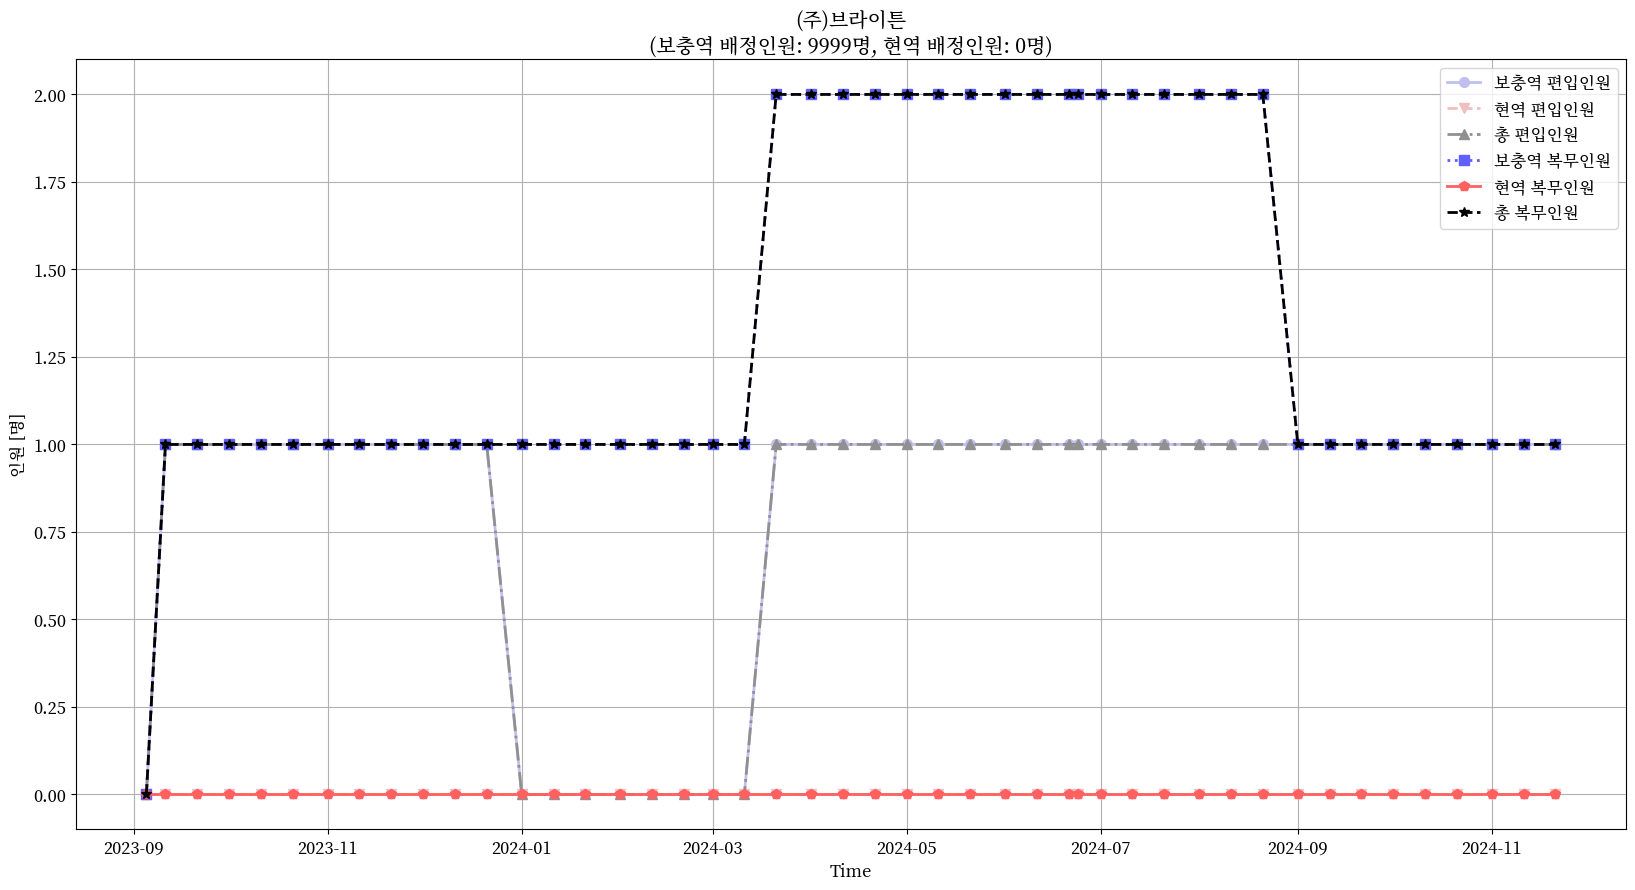 (주)브라이튼
(보충역 배정인원: 9999명, 현역 배정인원: 0명)
보충역 편입인원
현역 편입인원
총 편입인원
보충역 복무인원
현역 복무인원
총 복무인원
인원 [명]
2.00
1.75
1.50
1.25
1.00
0.75
0.50
0.25
0.00
2023-09
2023-11
2024-01
2024-03
2024-05
2024-07
2024-09
2024-11
Time